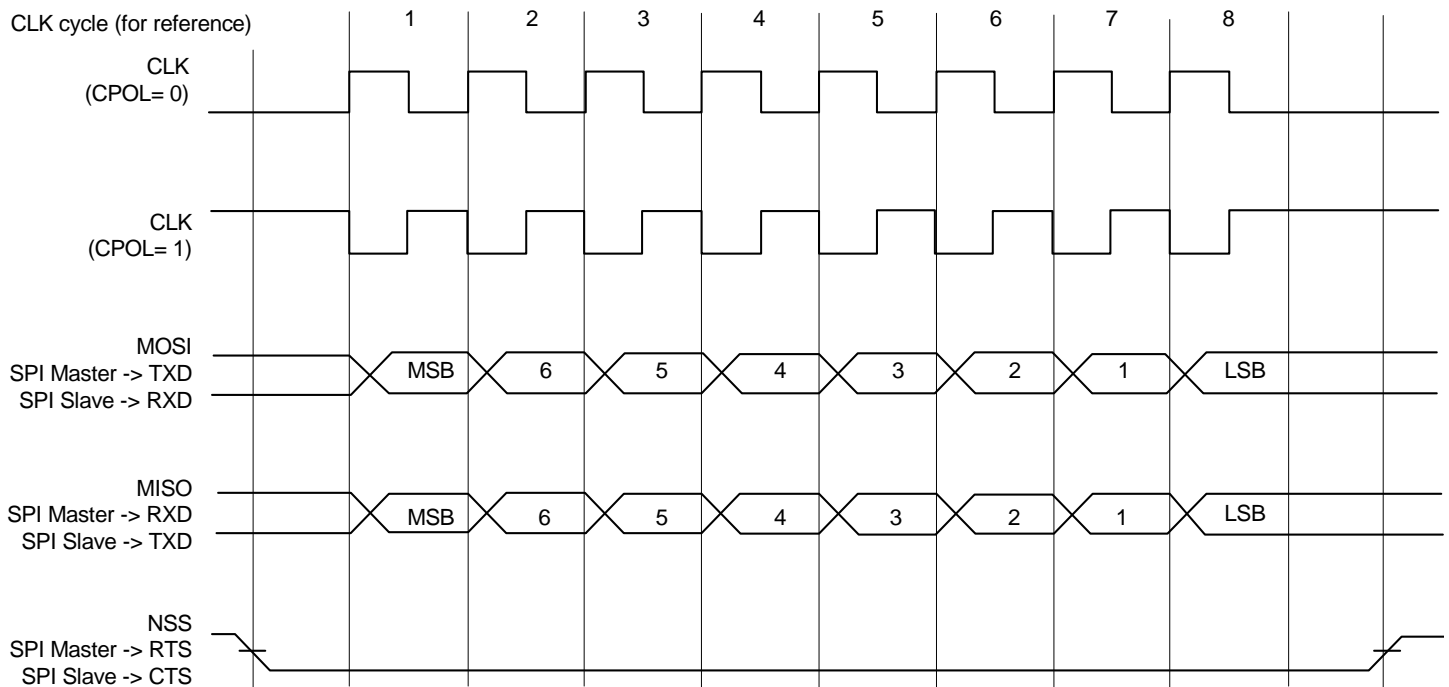 CLK cycle (for reference) 1 2 3 4 5 6 7 8
CLK
(CPOL= 0)
CLK
(CPOL= 1)
MOSI
SPI Master -> TXD
SPI Slave -> RXD
MSB 6 5 4 3 2 1 LSB
MISO
SPI Master -> RXD
SPI Slave -> TXD
MSB 6 5 4 3 2 1 LSB
NSS
SPI Master -> RTS
SPI Slave -> CTS